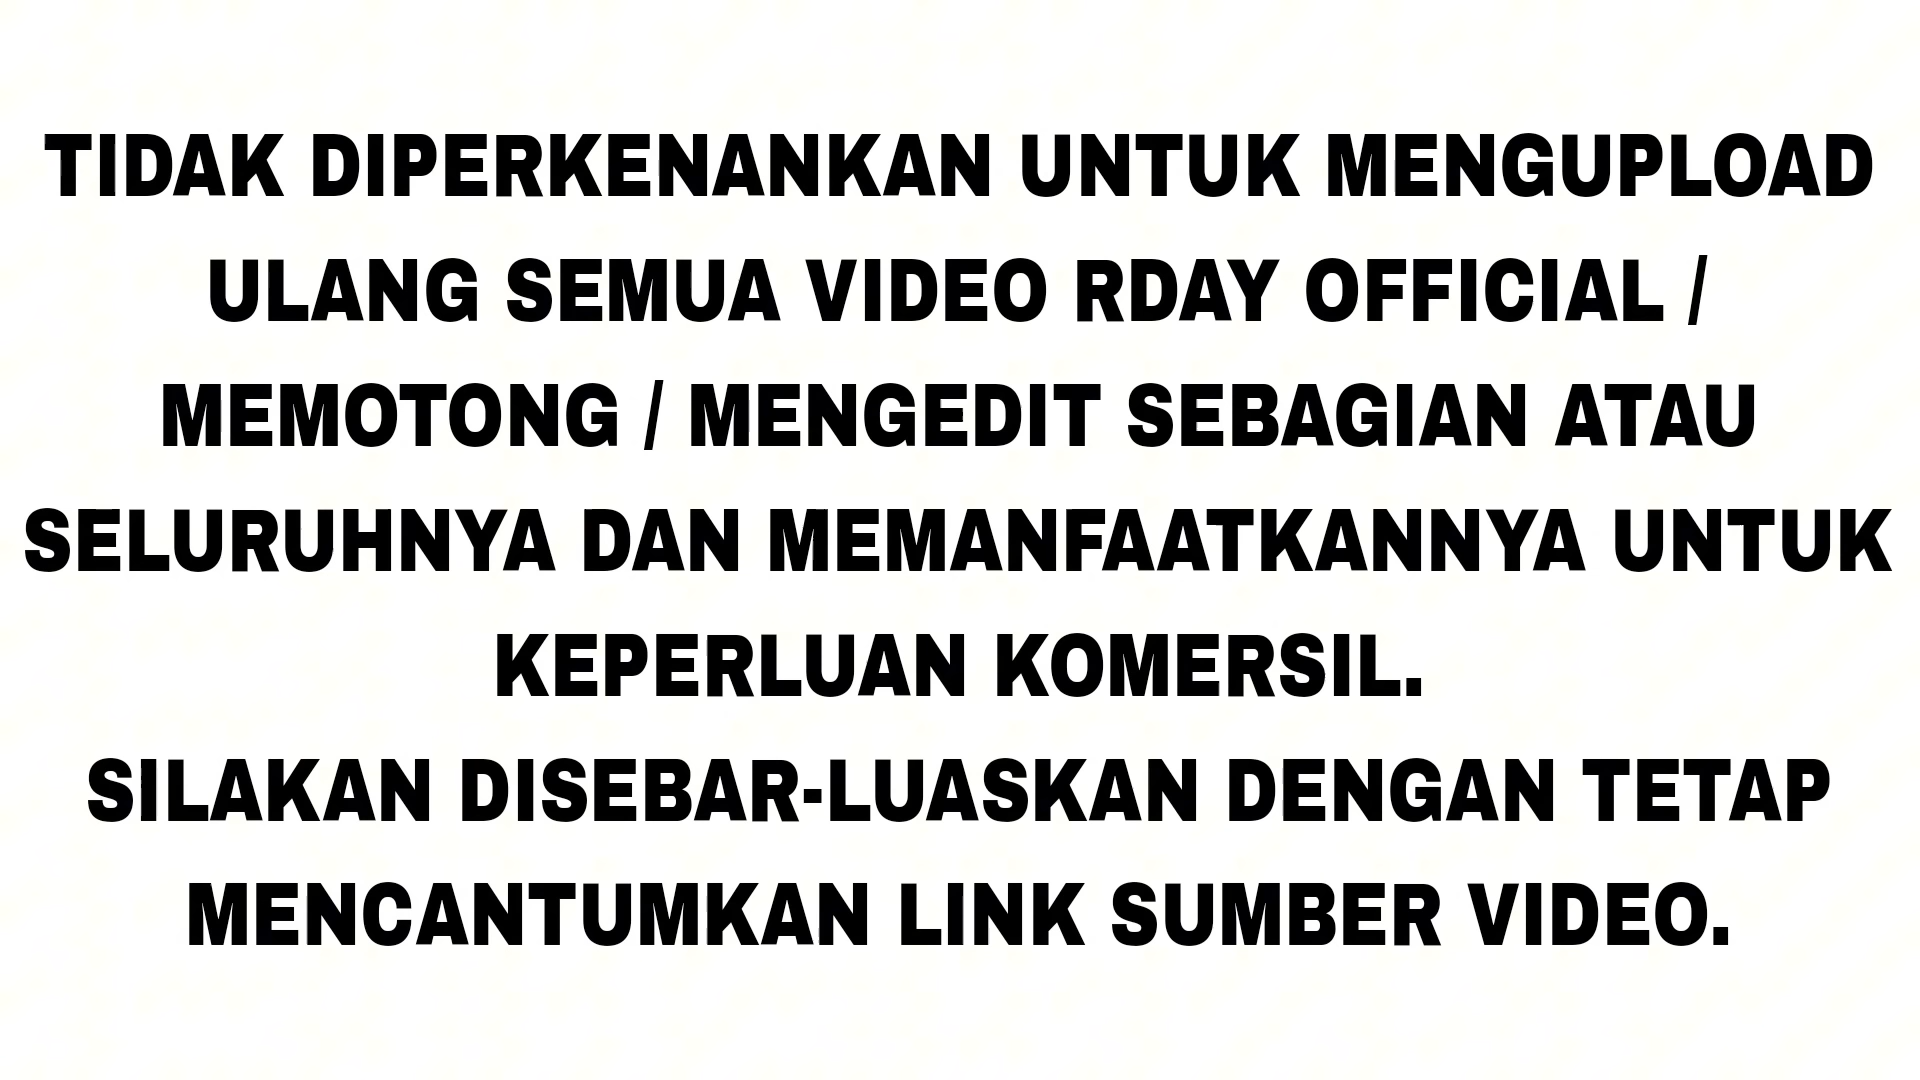 TIDAK DIPERKENANKAN UNTUK MENGUPLOAD
ULANG SEMUA VIDEO RDAY OFFICIAL /
MEMOTONG / MENGEDIT SEBAGIAN ATAU
SELURUHNYA DAN MEMANFAATKANNYA UNTUK
KEPERLUAN KOMERSIL.
SILAKAN DISEBAR-LUASKAN DENGAN TETAP
MENCANTUMKAN LINK SUMBER VIDEO.